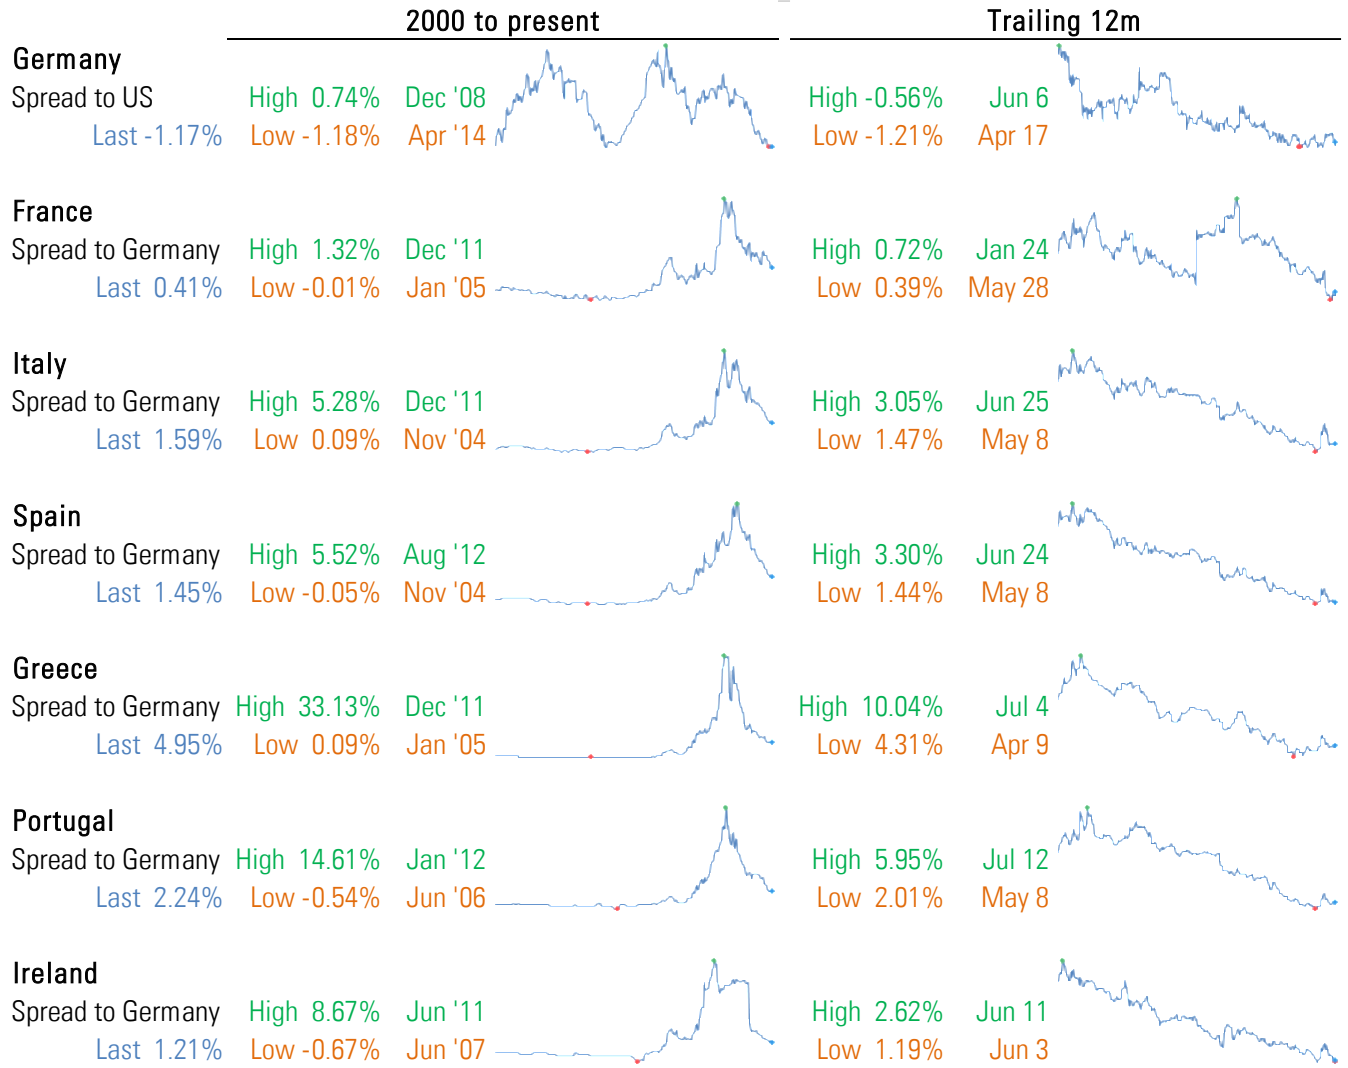 2000 to present Trailing 12m
Germany
Spread to US High 0.74% Dec '08 High -0.56% Jun 6
Last -1.17% Low -1.18% Apr '14 Low -1.21% Apr 17
France
Spread to Germany High 1.32% Dec '11 High 0.72% Jan 24
Last 0.41% Low -0.01% Jan '05 Low 0.39% May 28
Italy
Spread to Germany High 5.28% Dec '11 High 3.05% Jun 25
Last 1.59% Low 0.09% Nov '04 Low 1.47% May 8
Spain
Spread to Germany High 5.52% Aug '12 High 3.30% Jun 24
Last 1.45% Low -0.05% Nov '04 Low 1.44% May 8
Greece
Spread to Germany High 33.13% Dec '11 High 10.04% Jul 4
Last 4.95% Low 0.09% Jan '05 Low 4.31% Apr 9
Portugal
Spread to Germany High 14.61% Jan '12 High 5.95% Jul 12
Last 2.24% Low -0.54% Jun '06 Low 2.01% May 8
Ireland
Spread to Germany High 8.67% Jun '11 High 2.62% Jun 11
Last 1.21% Low -0.67% Jun '07 Low 1.19% Jun 3